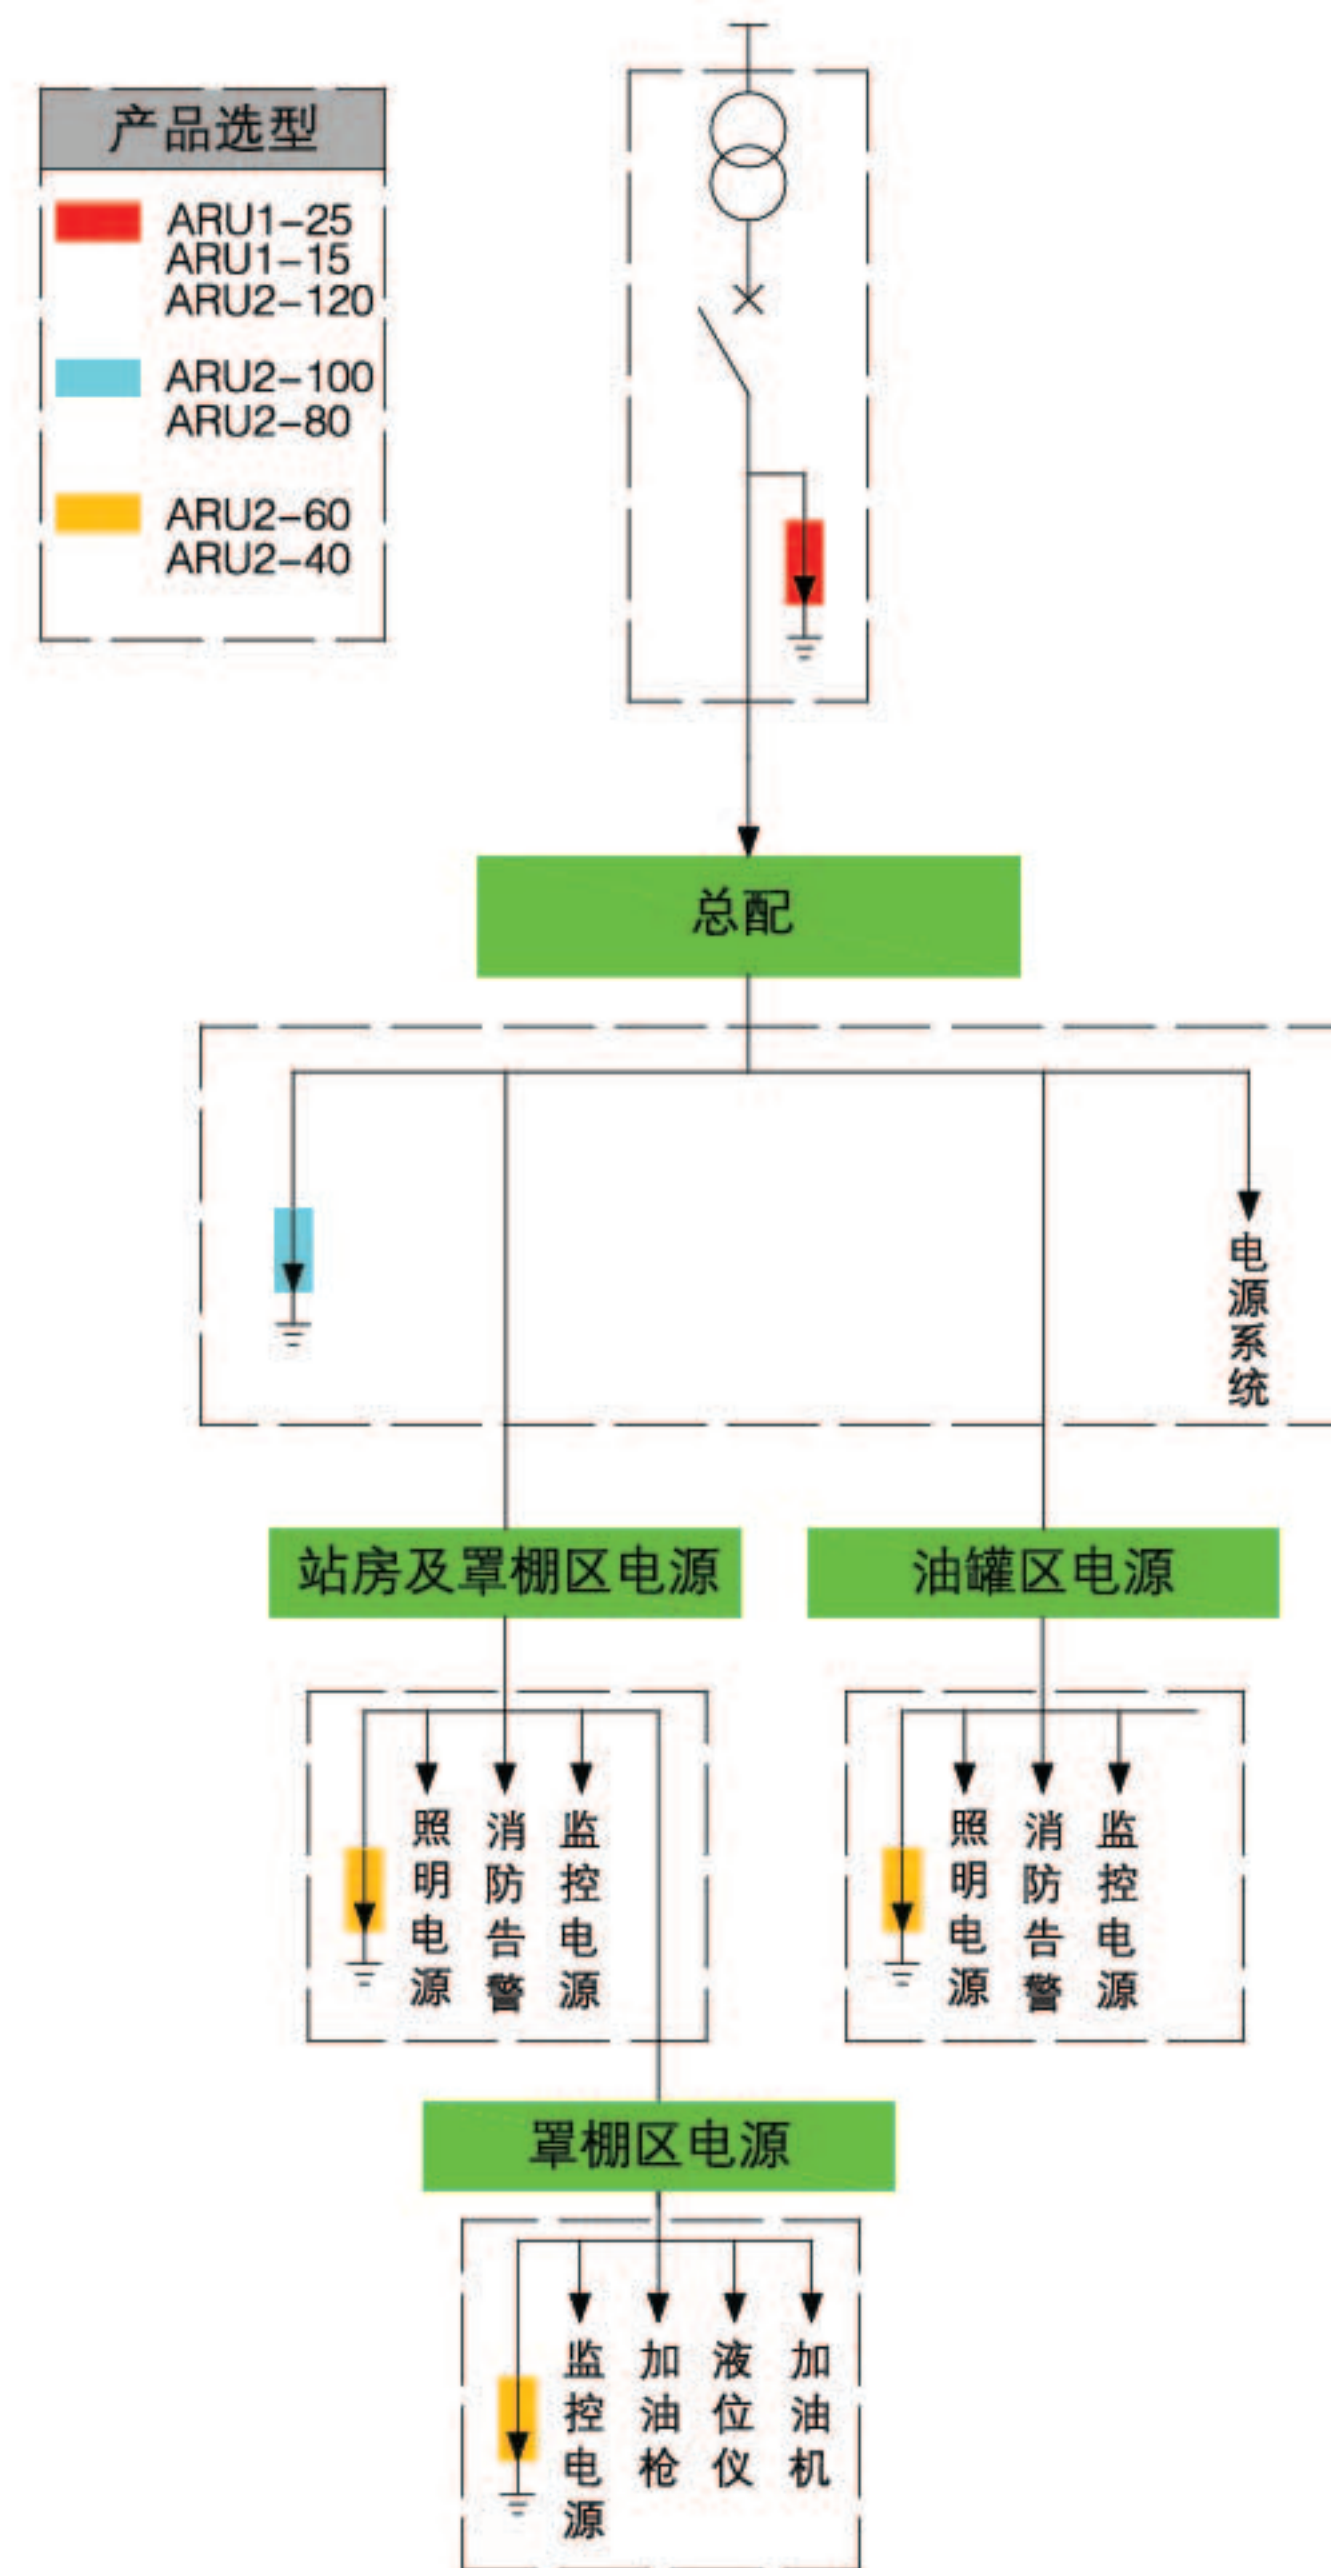 产品选型
ARU1-25
ARU1-15
ARU2-120
ARU2-100
ARU2-80
ARU2-60
ARU2-40
总配
电源系统
站房及罩棚区电源
油罐区电源
照明电源
消防告警
监控电源
照明电源
消防告警
监控电源
罩棚区电源
监控电源
加油枪
液位仪
加油机